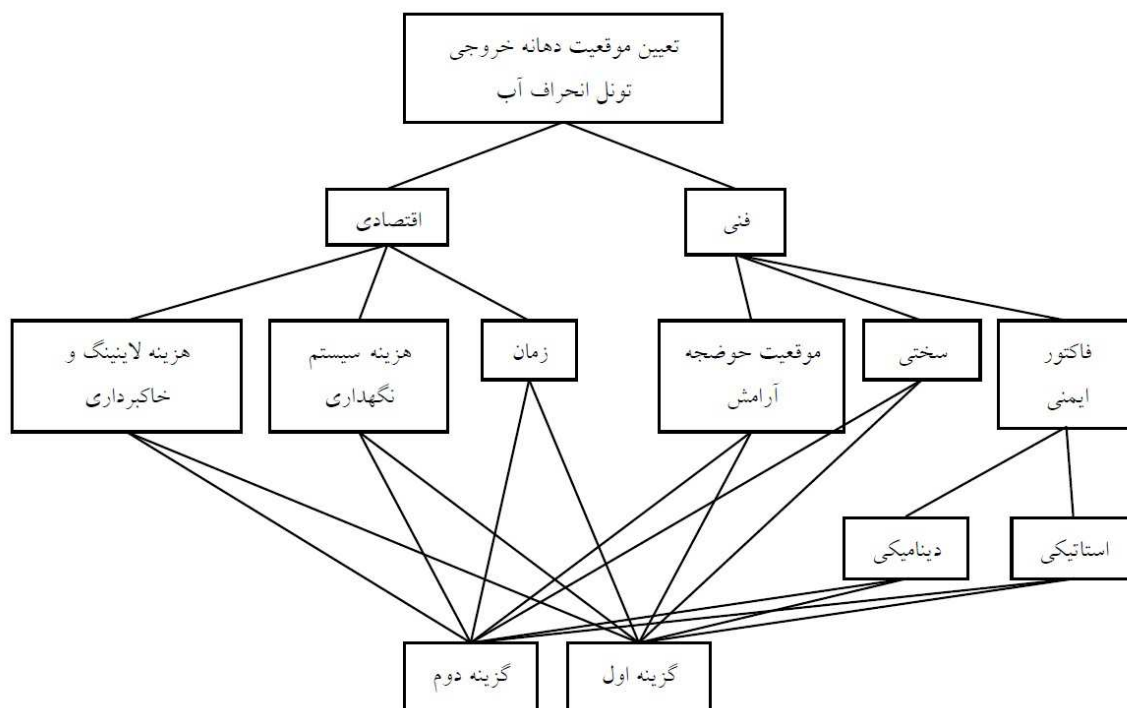 تعیین موقعیت دهانه خروجی
تونل انحراف آب
فنی
اقتصادی
فاکتور
ایمنی
سختی
موقعیت حوضچه
آرامش
زمان
هزینه سیستم
نگهداری
هزینه لاینینگ و
خاکبرداری
استاتیکی
دینامیکی
گزینه اول
گزینه دوم